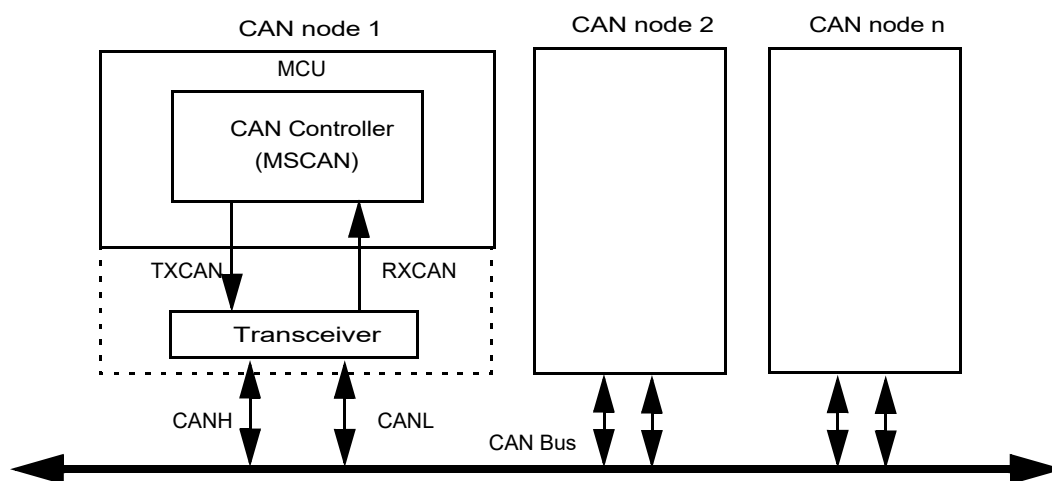 CAN node 1
CAN node 2
CAN node n
MCU
CAN Controller
(MSCAN)
TXCAN
RXCAN
Transceiver
CANH
CANL
CAN Bus